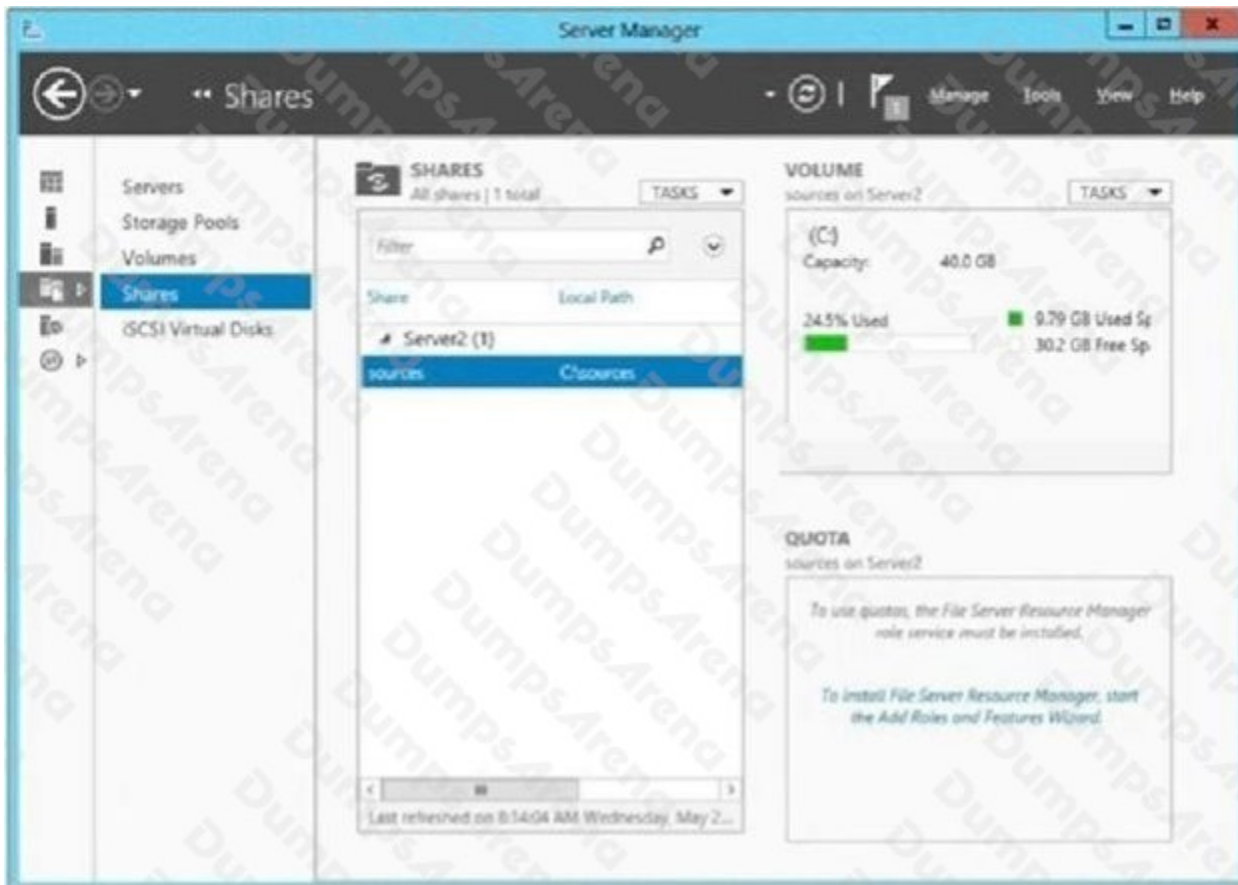 Server Manager
Shares
1
Manage Tools View Help
Servers
Storage Pools
Volumes
Shares
iSCSI Virtual Disks
SHARES
All shares | 1 total
TASKS
Filter
Share Local Path
Server2 (1)
sources C:\sources
Last refreshed on 8:14:04 AM Wednesday, May 2...
VOLUME
sources on Server2
TASKS
(C:)
Capacity: 40.0 GB
24.5% Used
9.79 GB Used Sp
30.2 GB Free Sp
QUOTA
sources on Server2
To use quotas, the File Server Resource Manager
role service must be installed.
To install File Server Resource Manager, start
the Add Roles and Features Wizard.
DumpsArena